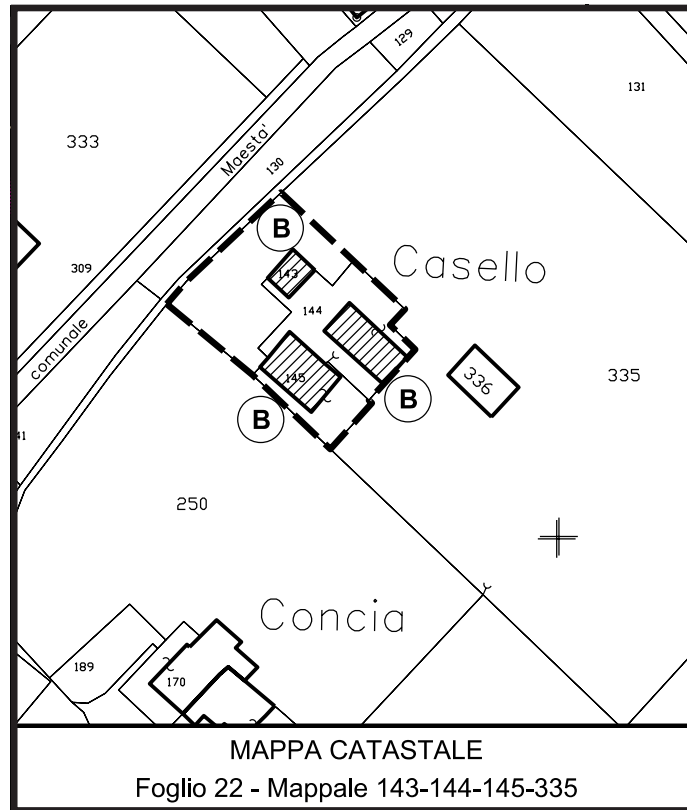 129
131
333
Maesta'
130
B
Casello
143
309
144
comunale
336
335
145
B
B
41
250
Concia
189
170
MAPPA CATASTALE
Foglio 22 - Mappale 143-144-145-335